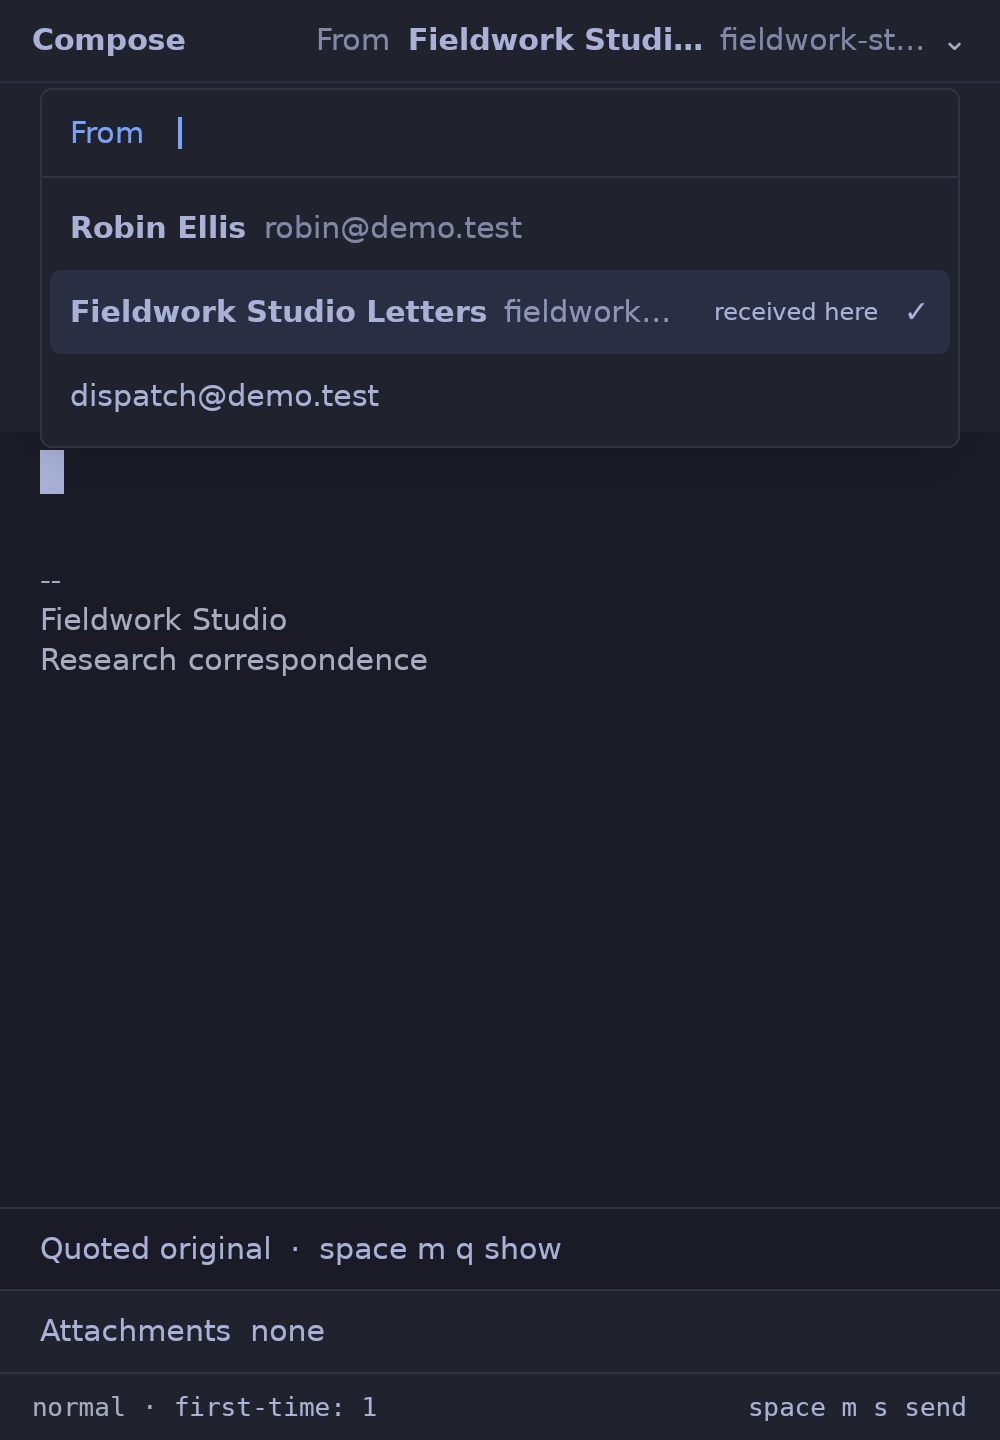 Compose From Fieldwork Studi… fieldwork-st… ⌄
From
Robin Ellis robin@demo.test
Fieldwork Studio Letters fieldwork… received here ✓
dispatch@demo.test
--
Fieldwork Studio
Research correspondence
Quoted original · space m q show
Attachments none
normal · first-time: 1 space m s send